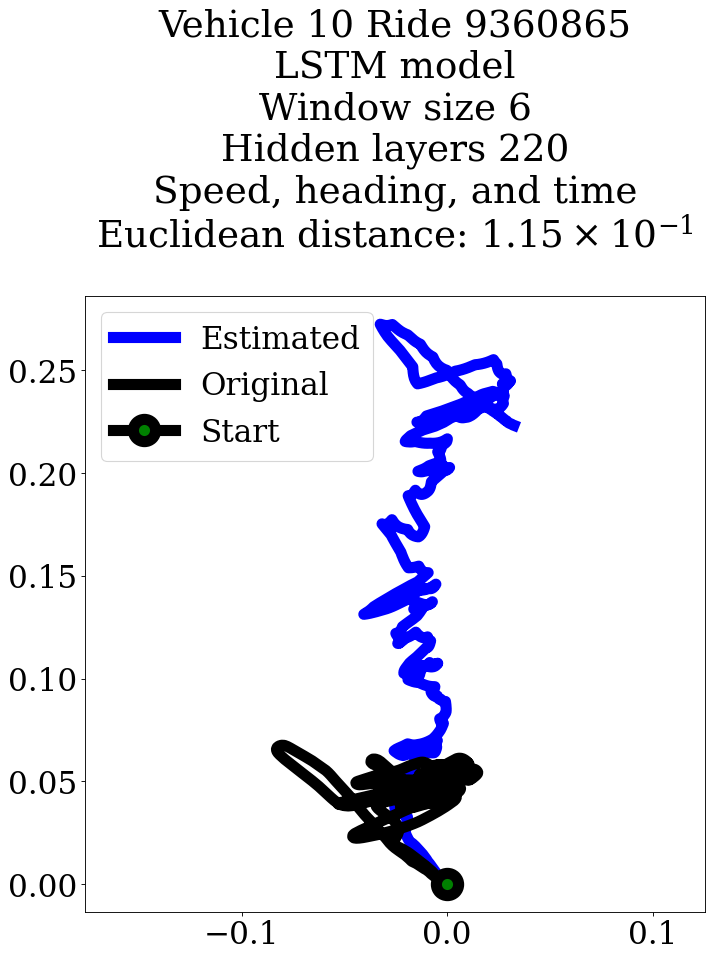 Vehicle 10 Ride 9360865
LSTM model
Window size 6
Hidden layers 220
Speed, heading, and time
Euclidean distance: 1.15 × 10⁻¹
Estimated
Original
Start
0.25
0.20
0.15
0.10
0.05
0.00
−0.1
0.0
0.1